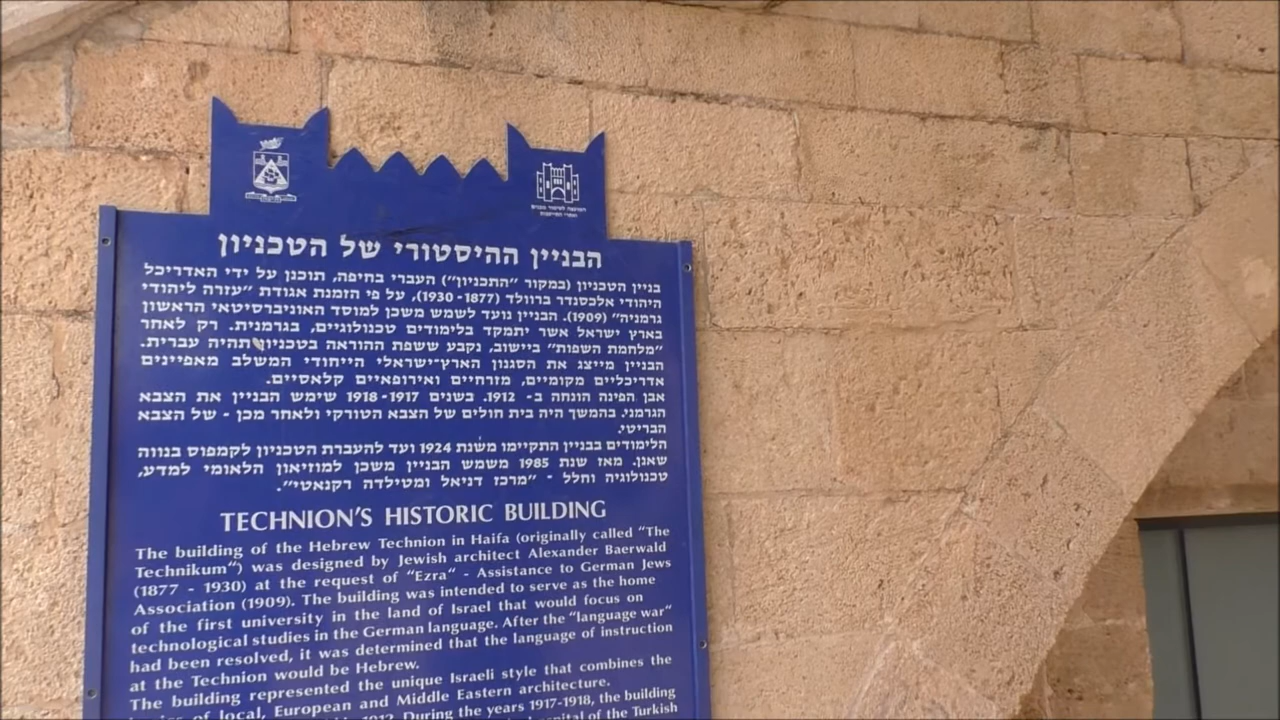 הבניין ההיסטורי של הטכניון
בניין הטכניון (במקור "התכניון") העברי בחיפה, תוכנן על ידי האדריכל
היהודי אלכסנדר ברוולד (1877-1930), על פי הזמנת אגודת "עזרה ליהודי
גרמניה" (1909). הבניין נועד לשמש משכן למוסד האוניברסיטאי הראשון
בארץ ישראל אשר יתמקד בלימודים טכנולוגיים, בגרמנית. רק לאחר
"מלחמת השפות" ביישוב, נקבע ששפת ההוראה בטכניון תהיה עברית.
הבניין מייצג את הסגנון הארץ-ישראלי הייחודי המשלב מאפיינים
אדריכליים מקומיים, מזרחיים ואירופאיים קלאסיים.
אבן הפינה הונחה ב- 1912. בשנים 1917-1918 שימש הבניין את הצבא
הגרמני. בהמשך היה בית חולים של הצבא הטורקי ולאחר מכן - של הצבא
הבריטי.
הלימודים בבניין התקיימו משנת 1924 ועד להעברת הטכניון לקמפוס בנווה
שאנן. מאז שנת 1985 משמש הבניין משכן למוזיאון הלאומי למדע,
טכנולוגיה וחלל - "מרכז דניאל ומטילדה רקנאטי".
TECHNION'S HISTORIC BUILDING
The building of the Hebrew Technion in Haifa (originally called "The
Technikum") was designed by Jewish architect Alexander Baerwald
(1877 - 1930) at the request of "Ezra" - Assistance to German Jews
Association (1909). The building was intended to serve as the home
of the first university in the land of Israel that would focus on
technological studies in the German language. After the "language war"
had been resolved, it was determined that the language of instruction
at the Technion would be Hebrew.
The building represented the unique Israeli style that combines the
of local, European and Middle Eastern architecture.
1912. During the years 1917-1918, the building
of the Turkish